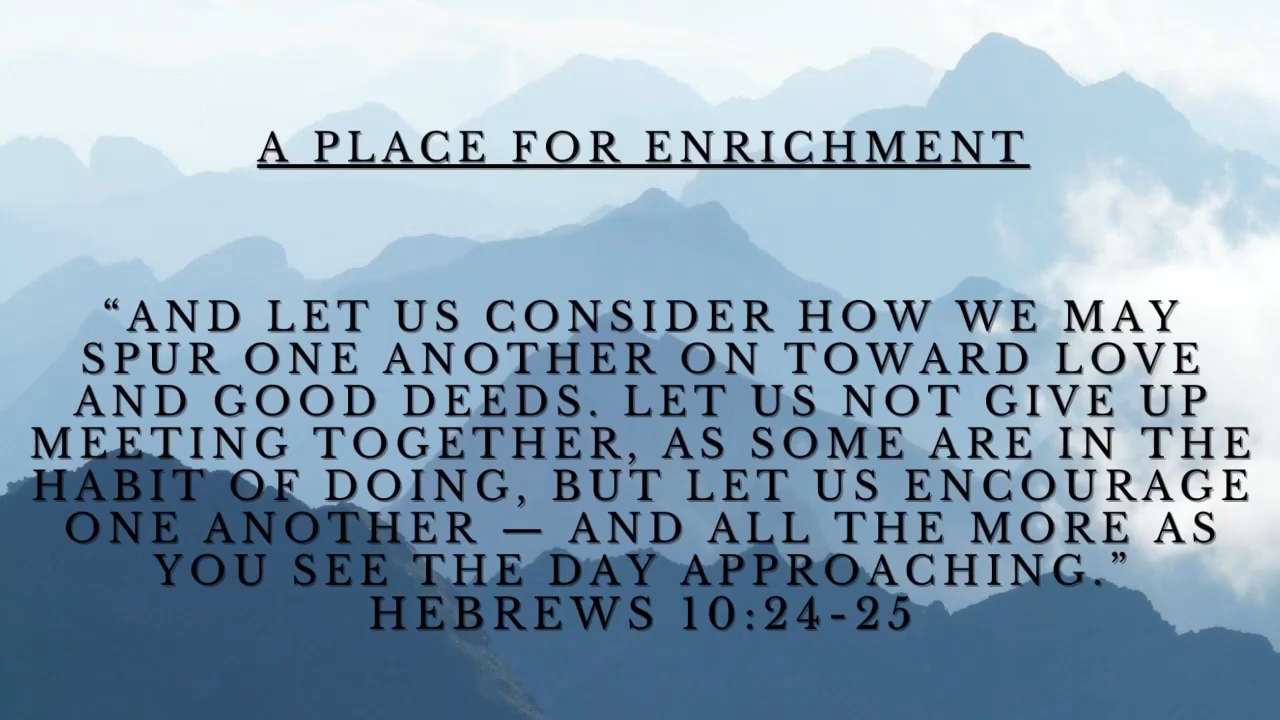 A PLACE FOR ENRICHMENT
“AND LET US CONSIDER HOW WE MAY
SPUR ONE ANOTHER ON TOWARD LOVE
AND GOOD DEEDS. LET US NOT GIVE UP
MEETING TOGETHER, AS SOME ARE IN THE
HABIT OF DOING, BUT LET US ENCOURAGE
ONE ANOTHER — AND ALL THE MORE AS
YOU SEE THE DAY APPROACHING.”
HEBREWS 10:24-25